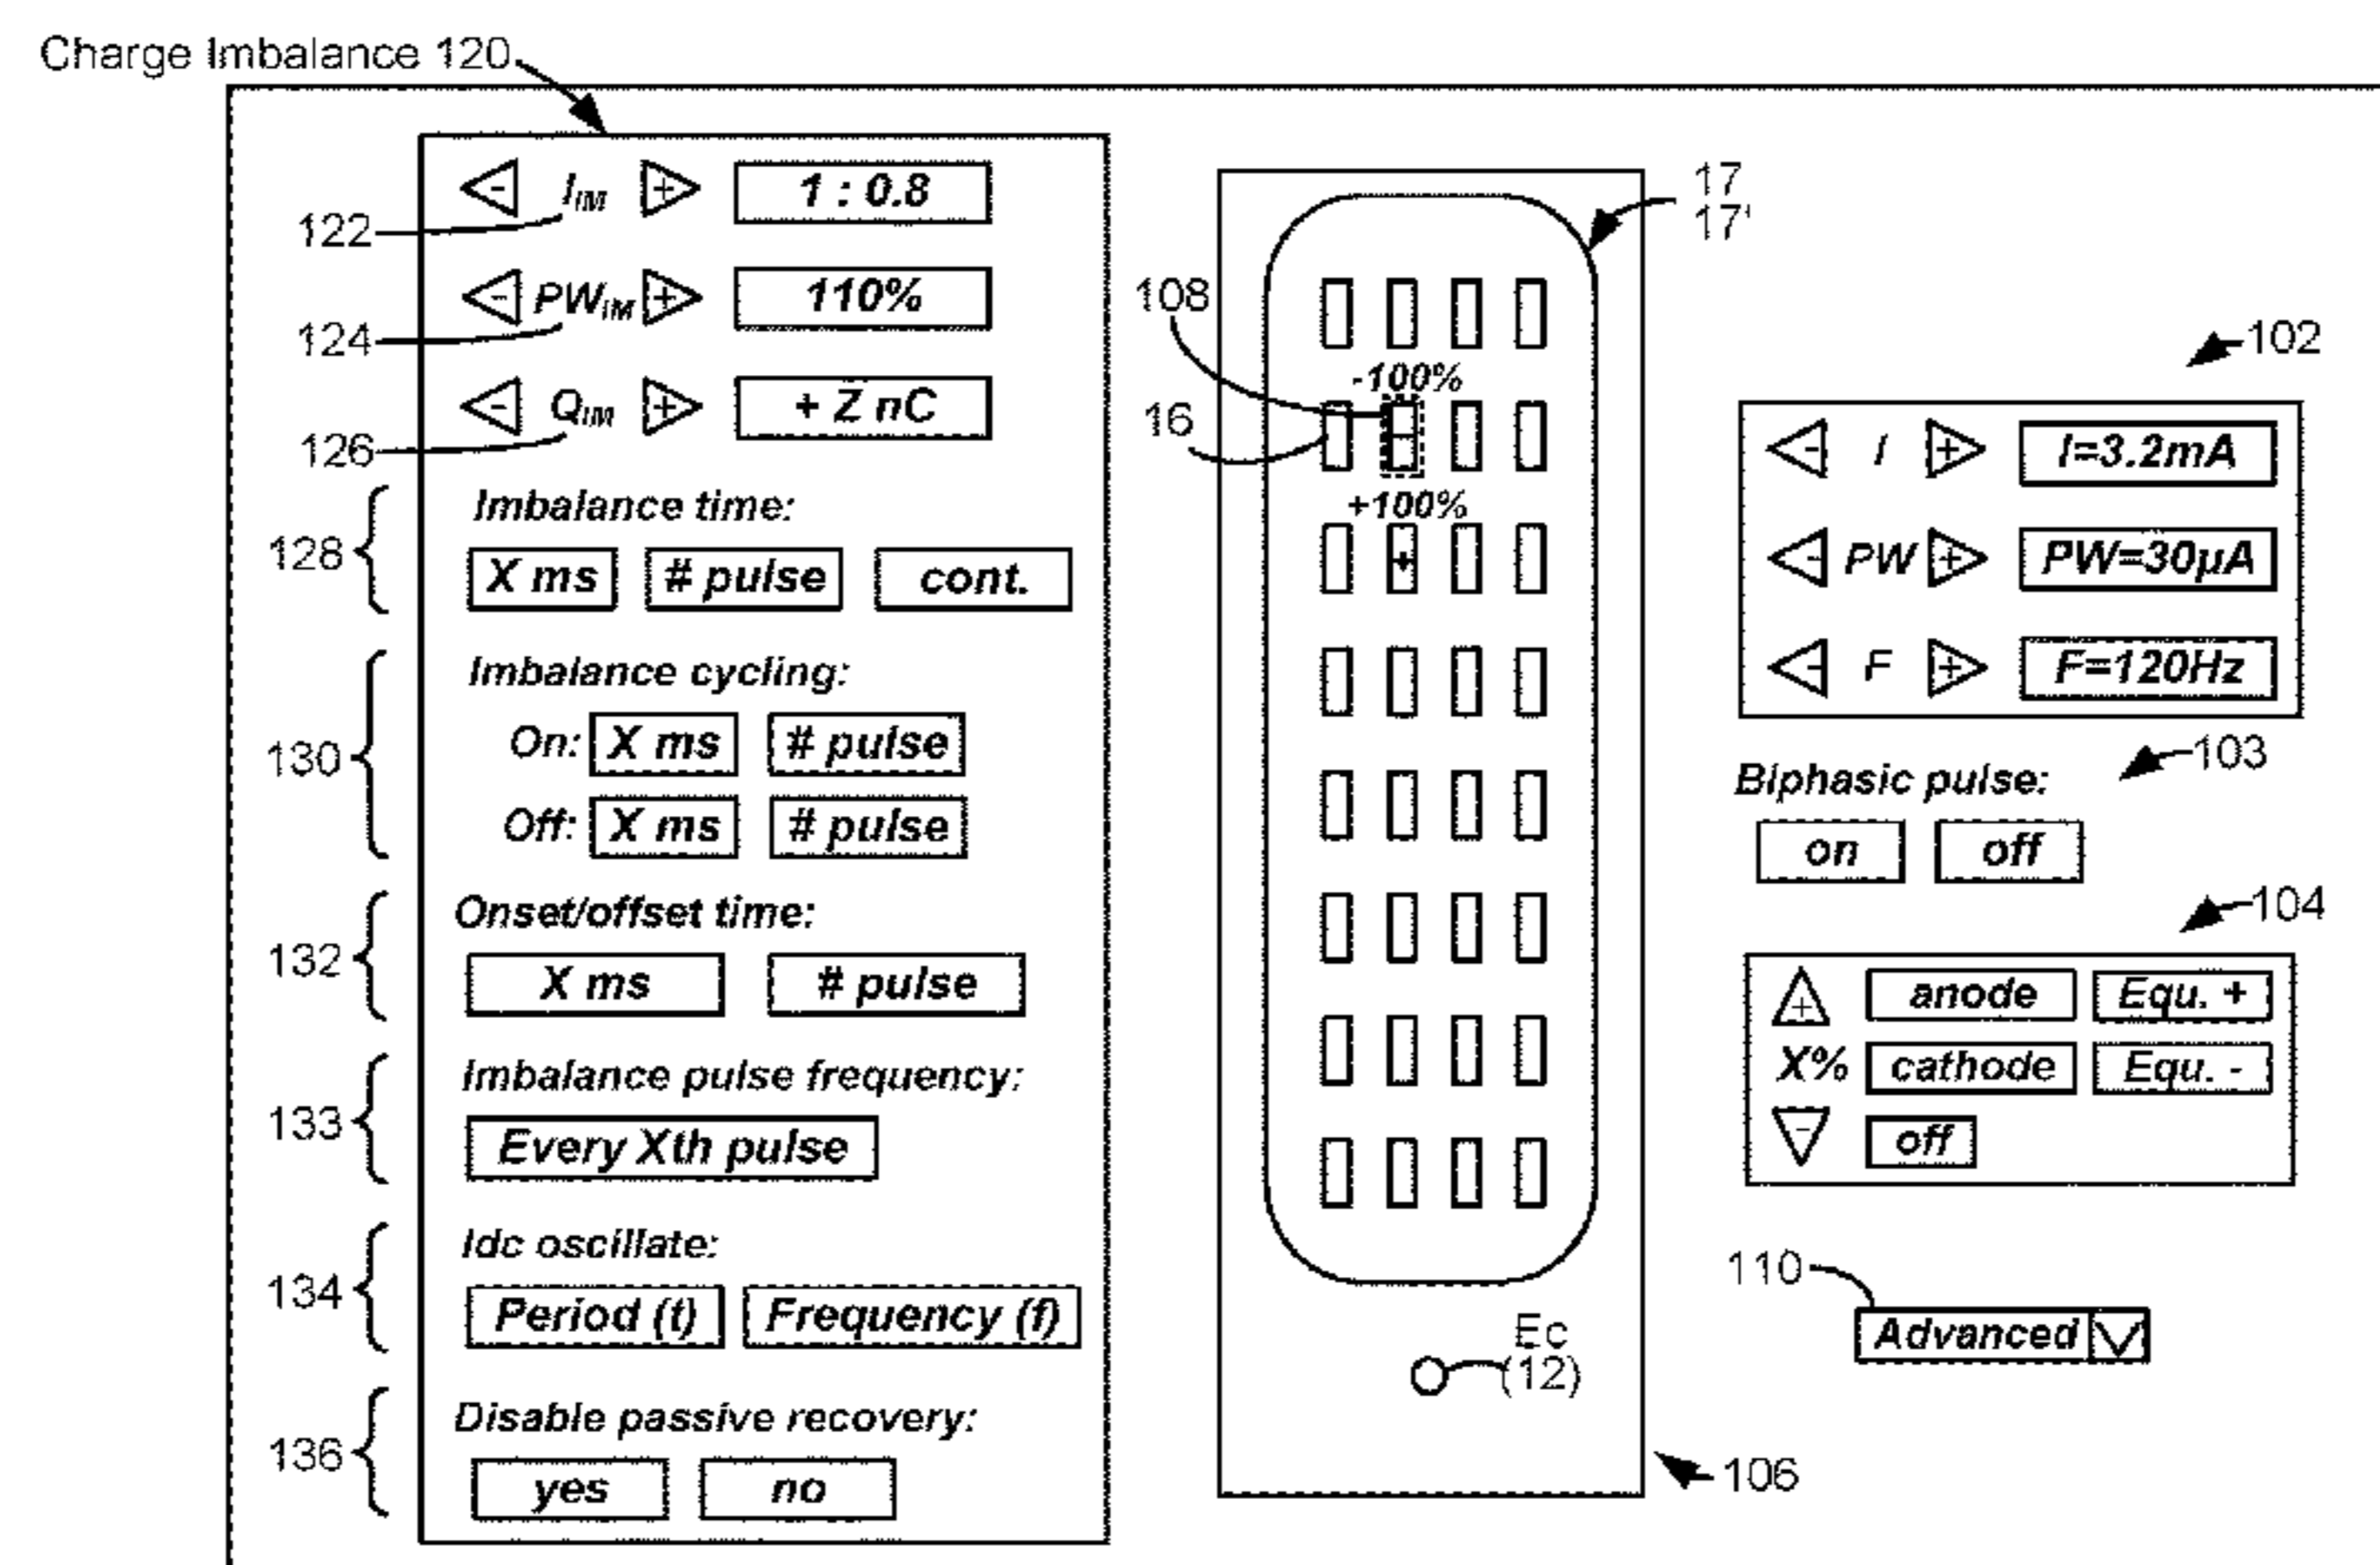 Charge Imbalance 120
- I_IM + 1 : 0.8
122
- PW_IM + 110%
124
- Q_IM + + Z nC
126
Imbalance time:
128
X ms # pulse cont.
Imbalance cycling:
130
On: X ms # pulse
Off: X ms # pulse
Onset/offset time:
132
X ms # pulse
Imbalance pulse frequency:
133
Every Xth pulse
Idc oscillate:
134
Period (t) Frequency (f)
Disable passive recovery:
136
yes no
17
17'
108
-100%
16
-
+100%
+
Ec
(12)
106
102
- I + I=3.2mA
- PW + PW=30µA
- F + F=120Hz
103
Biphasic pulse:
on off
104
+ anode Equ. +
X% cathode Equ. -
- off
110
Advanced